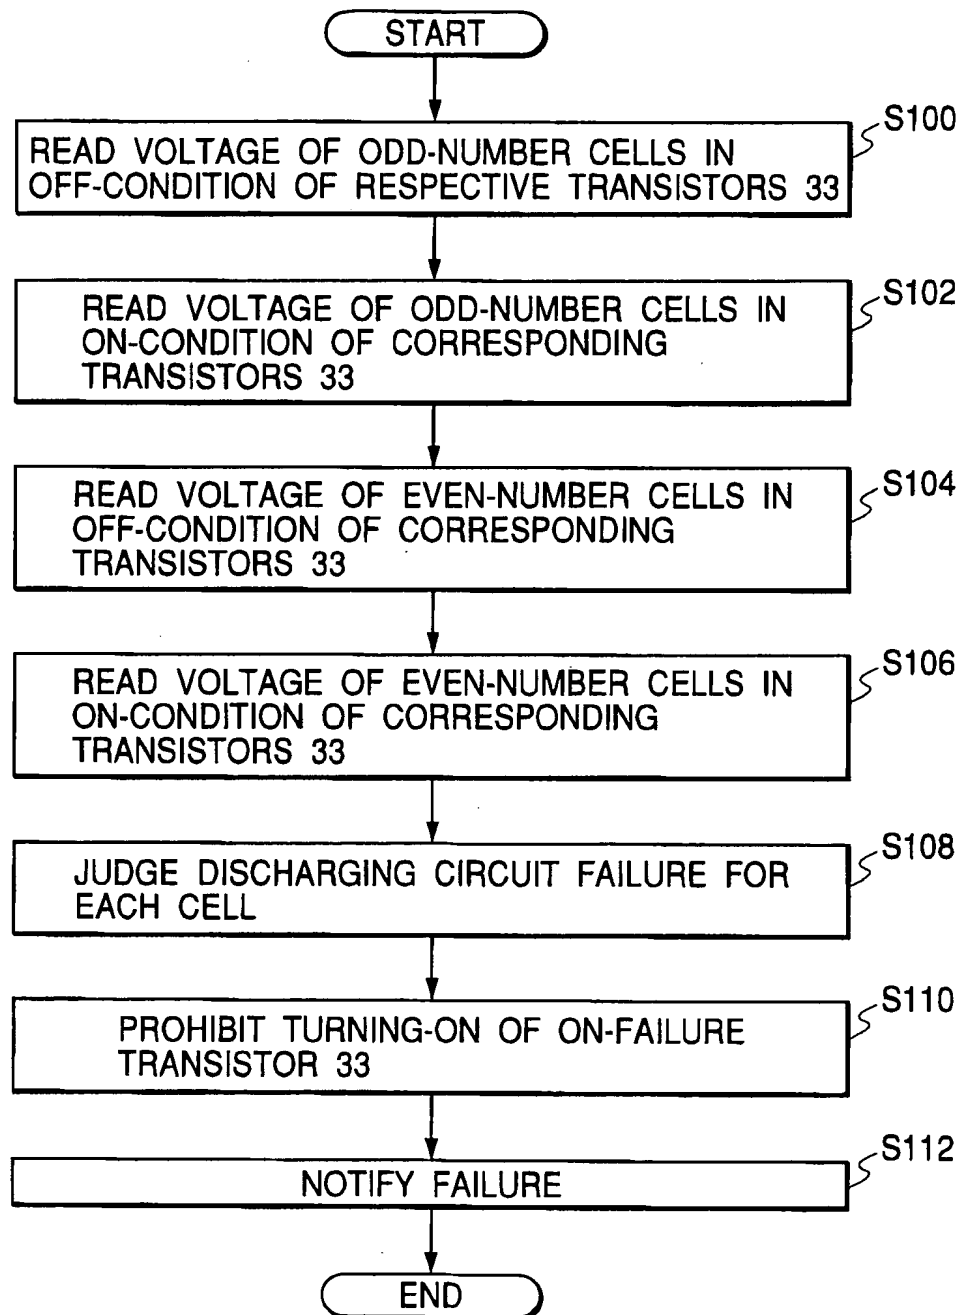 START
S100
READ VOLTAGE OF ODD-NUMBER CELLS IN
OFF-CONDITION OF RESPECTIVE TRANSISTORS 33
S102
READ VOLTAGE OF ODD-NUMBER CELLS IN
ON-CONDITION OF CORRESPONDING
TRANSISTORS 33
S104
READ VOLTAGE OF EVEN-NUMBER CELLS IN
OFF-CONDITION OF CORRESPONDING
TRANSISTORS 33
S106
READ VOLTAGE OF EVEN-NUMBER CELLS IN
ON-CONDITION OF CORRESPONDING
TRANSISTORS 33
S108
JUDGE DISCHARGING CIRCUIT FAILURE FOR
EACH CELL
S110
PROHIBIT TURNING-ON OF ON-FAILURE
TRANSISTOR 33
S112
NOTIFY FAILURE
END